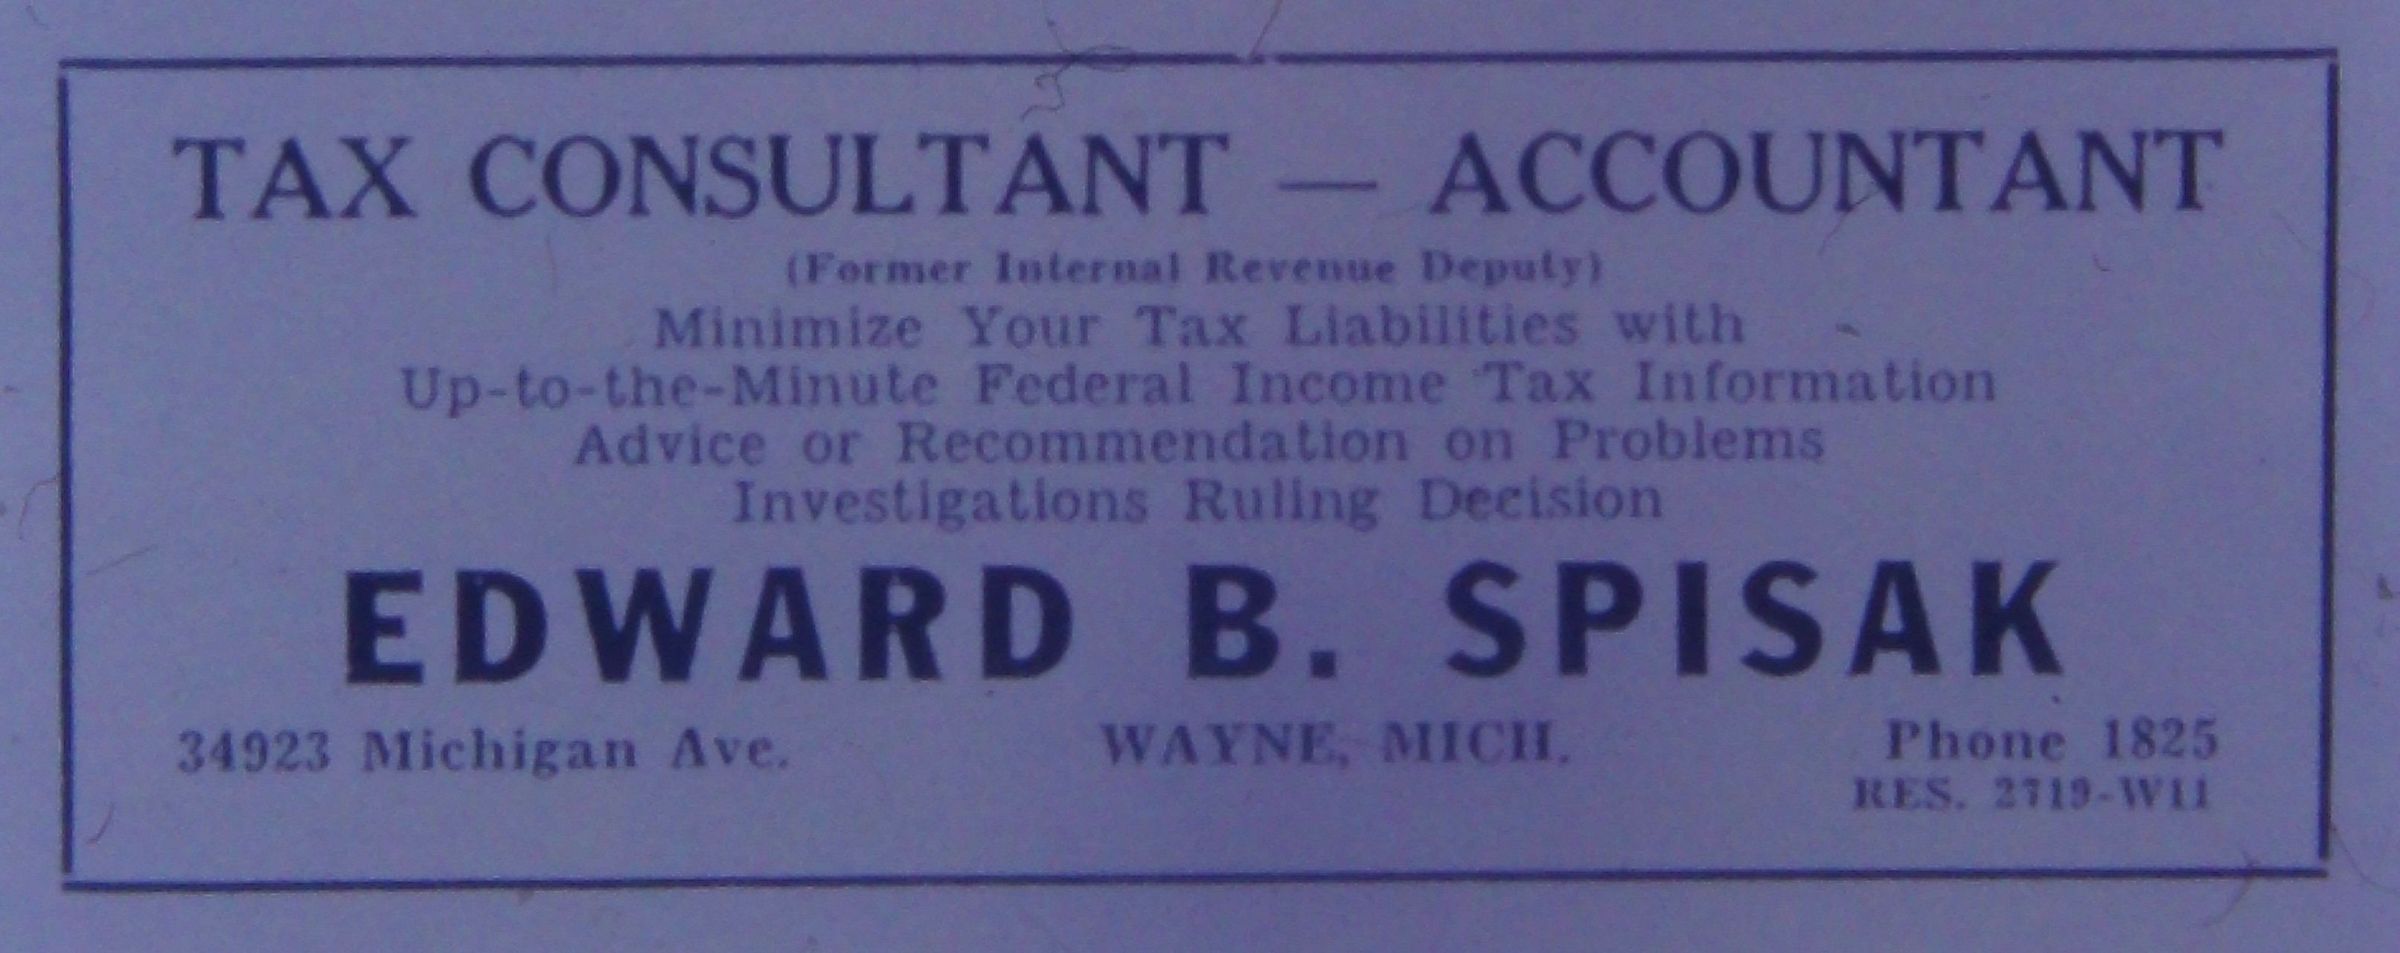 TAX CONSULTANT — ACCOUNTANT
(Former Internal Revenue Deputy)
Minimize Your Tax Liabilities with
Up-to-the-Minute Federal Income Tax Information
Advice or Recommendation on Problems
Investigations Ruling Decision
EDWARD B. SPISAK
34923 Michigan Ave. WAYNE, MICH. Phone 1825
RES. 2719-W11